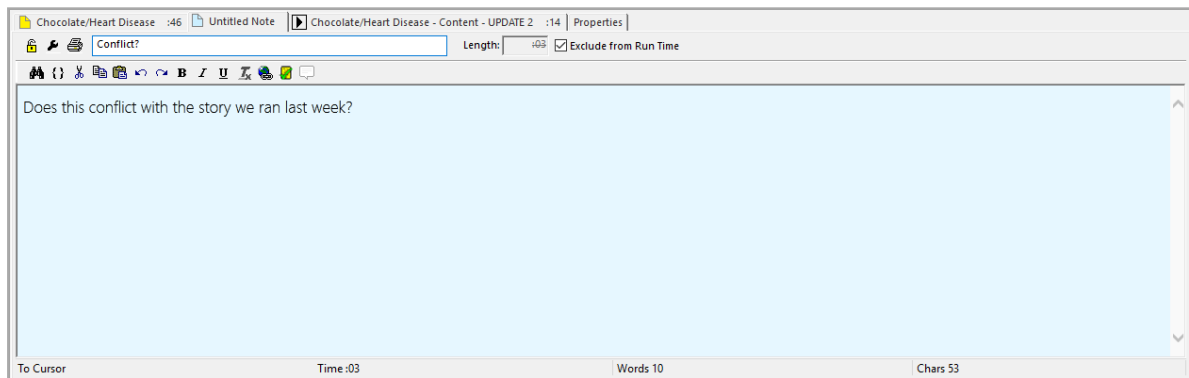 Chocolate/Heart Disease :46 Untitled Note Chocolate/Heart Disease - Content - UPDATE 2 :14 Properties
Conflict? Length: :03 Exclude from Run Time
{} B I U Tx
Does this conflict with the story we ran last week?
To Cursor Time :03 Words 10 Chars 53